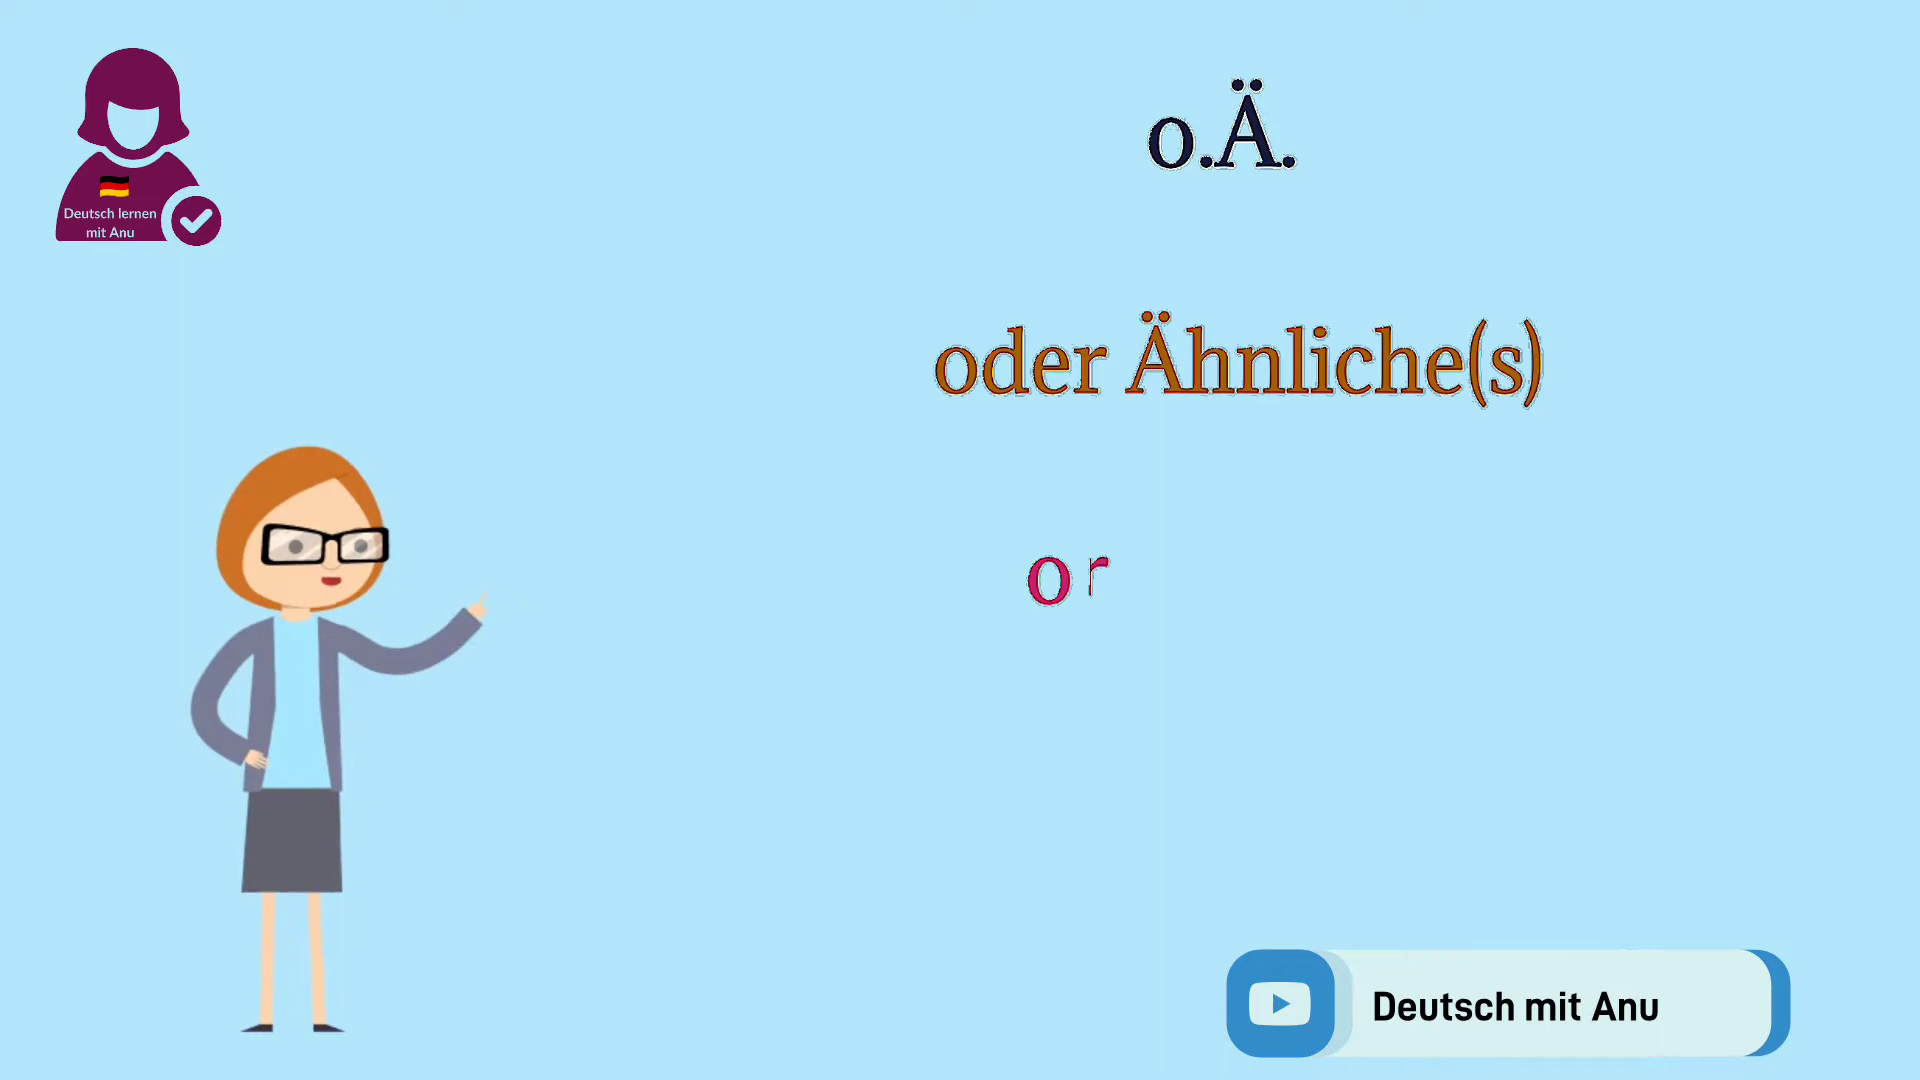 o.Ä.
Deutsch lernen
mit Anu
oder Ähnliche(s)
or
Deutsch mit Anu